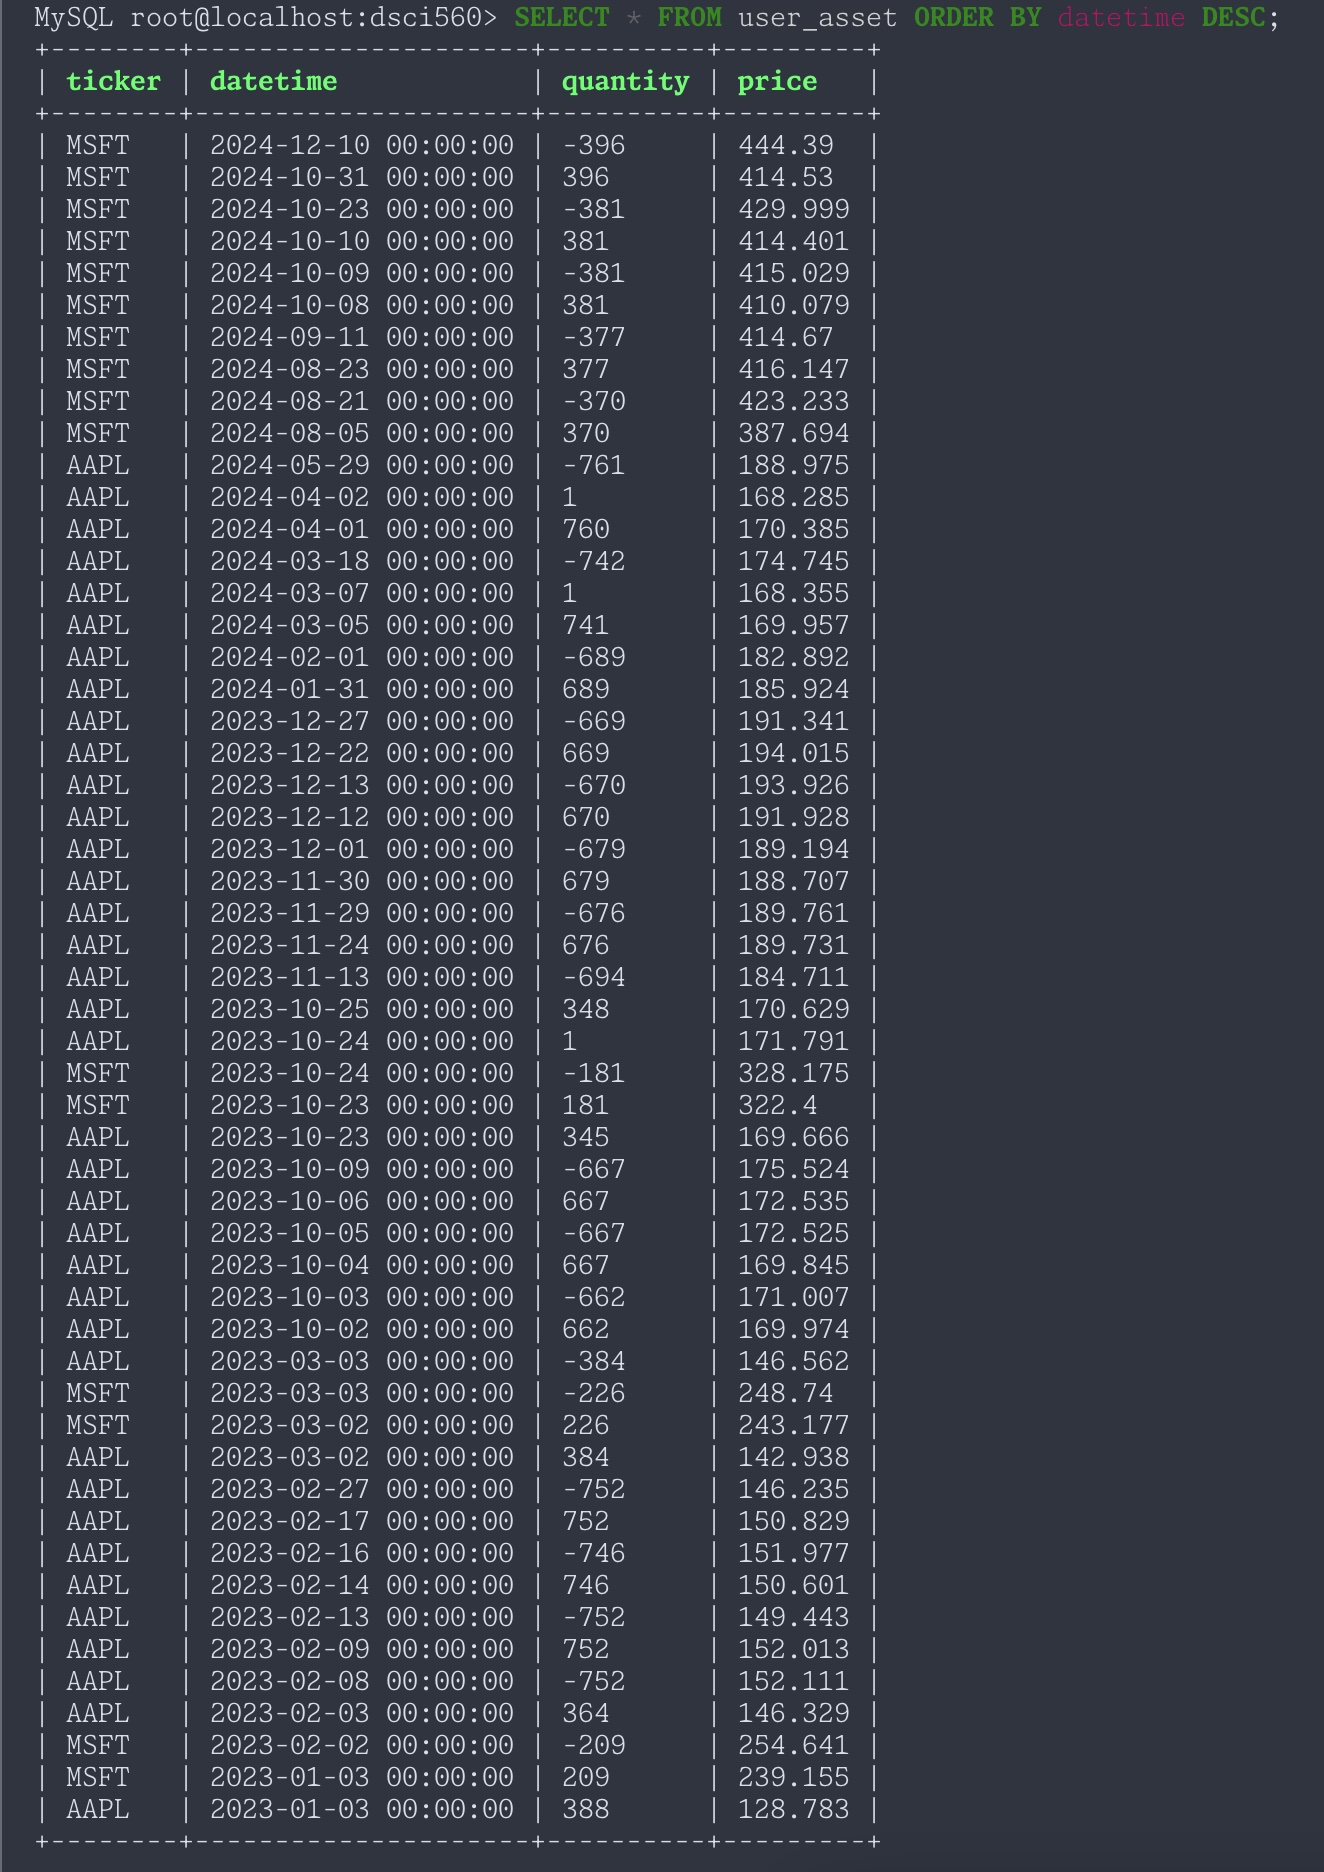 MySQL root@localhost:dsci560> SELECT * FROM user_asset ORDER BY datetime DESC;
+--------+---------------------+----------+---------+
| ticker | datetime            | quantity | price   |
+--------+---------------------+----------+---------+
| MSFT   | 2024-12-10 00:00:00 | -396     | 444.39  |
| MSFT   | 2024-10-31 00:00:00 | 396      | 414.53  |
| MSFT   | 2024-10-23 00:00:00 | -381     | 429.999 |
| MSFT   | 2024-10-10 00:00:00 | 381      | 414.401 |
| MSFT   | 2024-10-09 00:00:00 | -381     | 415.029 |
| MSFT   | 2024-10-08 00:00:00 | 381      | 410.079 |
| MSFT   | 2024-09-11 00:00:00 | -377     | 414.67  |
| MSFT   | 2024-08-23 00:00:00 | 377      | 416.147 |
| MSFT   | 2024-08-21 00:00:00 | -370     | 423.233 |
| MSFT   | 2024-08-05 00:00:00 | 370      | 387.694 |
| AAPL   | 2024-05-29 00:00:00 | -761     | 188.975 |
| AAPL   | 2024-04-02 00:00:00 | 1        | 168.285 |
| AAPL   | 2024-04-01 00:00:00 | 760      | 170.385 |
| AAPL   | 2024-03-18 00:00:00 | -742     | 174.745 |
| AAPL   | 2024-03-07 00:00:00 | 1        | 168.355 |
| AAPL   | 2024-03-05 00:00:00 | 741      | 169.957 |
| AAPL   | 2024-02-01 00:00:00 | -689     | 182.892 |
| AAPL   | 2024-01-31 00:00:00 | 689      | 185.924 |
| AAPL   | 2023-12-27 00:00:00 | -669     | 191.341 |
| AAPL   | 2023-12-22 00:00:00 | 669      | 194.015 |
| AAPL   | 2023-12-13 00:00:00 | -670     | 193.926 |
| AAPL   | 2023-12-12 00:00:00 | 670      | 191.928 |
| AAPL   | 2023-12-01 00:00:00 | -679     | 189.194 |
| AAPL   | 2023-11-30 00:00:00 | 679      | 188.707 |
| AAPL   | 2023-11-29 00:00:00 | -676     | 189.761 |
| AAPL   | 2023-11-24 00:00:00 | 676      | 189.731 |
| AAPL   | 2023-11-13 00:00:00 | -694     | 184.711 |
| AAPL   | 2023-10-25 00:00:00 | 348      | 170.629 |
| AAPL   | 2023-10-24 00:00:00 | 1        | 171.791 |
| MSFT   | 2023-10-24 00:00:00 | -181     | 328.175 |
| MSFT   | 2023-10-23 00:00:00 | 181      | 322.4   |
| AAPL   | 2023-10-23 00:00:00 | 345      | 169.666 |
| AAPL   | 2023-10-09 00:00:00 | -667     | 175.524 |
| AAPL   | 2023-10-06 00:00:00 | 667      | 172.535 |
| AAPL   | 2023-10-05 00:00:00 | -667     | 172.525 |
| AAPL   | 2023-10-04 00:00:00 | 667      | 169.845 |
| AAPL   | 2023-10-03 00:00:00 | -662     | 171.007 |
| AAPL   | 2023-10-02 00:00:00 | 662      | 169.974 |
| AAPL   | 2023-03-03 00:00:00 | -384     | 146.562 |
| MSFT   | 2023-03-03 00:00:00 | -226     | 248.74  |
| MSFT   | 2023-03-02 00:00:00 | 226      | 243.177 |
| AAPL   | 2023-03-02 00:00:00 | 384      | 142.938 |
| AAPL   | 2023-02-27 00:00:00 | -752     | 146.235 |
| AAPL   | 2023-02-17 00:00:00 | 752      | 150.829 |
| AAPL   | 2023-02-16 00:00:00 | -746     | 151.977 |
| AAPL   | 2023-02-14 00:00:00 | 746      | 150.601 |
| AAPL   | 2023-02-13 00:00:00 | -752     | 149.443 |
| AAPL   | 2023-02-09 00:00:00 | 752      | 152.013 |
| AAPL   | 2023-02-08 00:00:00 | -752     | 152.111 |
| AAPL   | 2023-02-03 00:00:00 | 364      | 146.329 |
| MSFT   | 2023-02-02 00:00:00 | -209     | 254.641 |
| MSFT   | 2023-01-03 00:00:00 | 209      | 239.155 |
| AAPL   | 2023-01-03 00:00:00 | 388      | 128.783 |
+--------+---------------------+----------+---------+